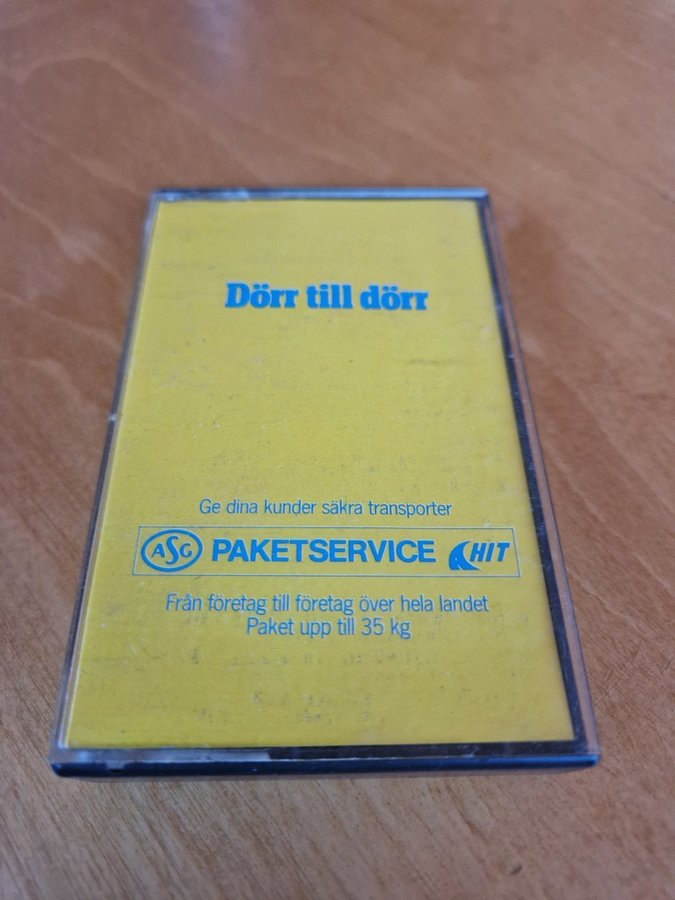 Dörr till dörr
Ge dina kunder säkra transporter
ASG PAKETSERVICE HIT
Från företag till företag över hela landet
Paket upp till 35 kg